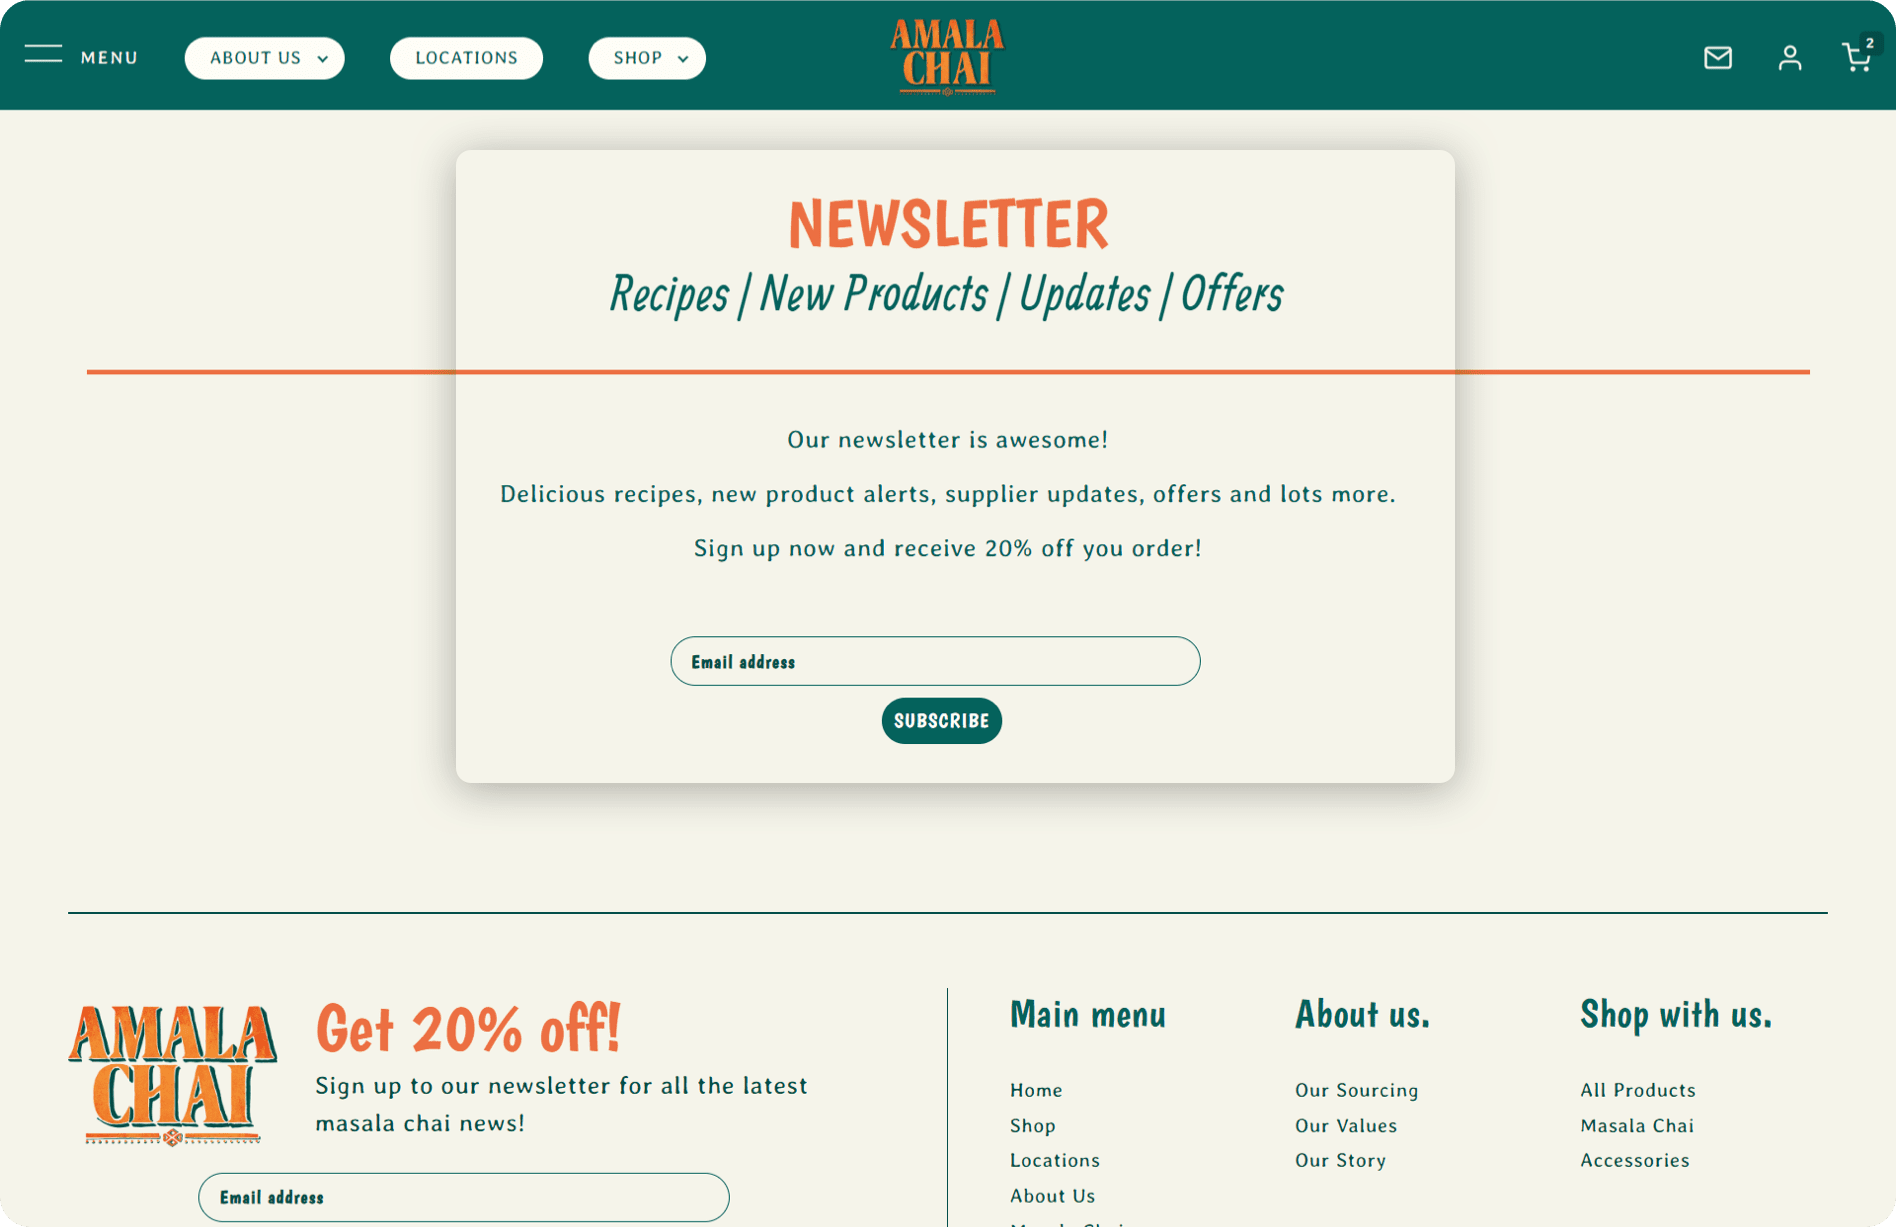 MENU
ABOUT US
LOCATIONS
SHOP
AMALA
CHAI
2
NEWSLETTER
Recipes | New Products | Updates | Offers
Our newsletter is awesome!
Delicious recipes, new product alerts, supplier updates, offers and lots more.
Sign up now and receive 20% off you order!
Email address
SUBSCRIBE
AMALA
CHAI
Get 20% off!
Sign up to our newsletter for all the latest
masala chai news!
Email address
Main menu
Home
Shop
Locations
About Us
About us.
Our Sourcing
Our Values
Our Story
Shop with us.
All Products
Masala Chai
Accessories